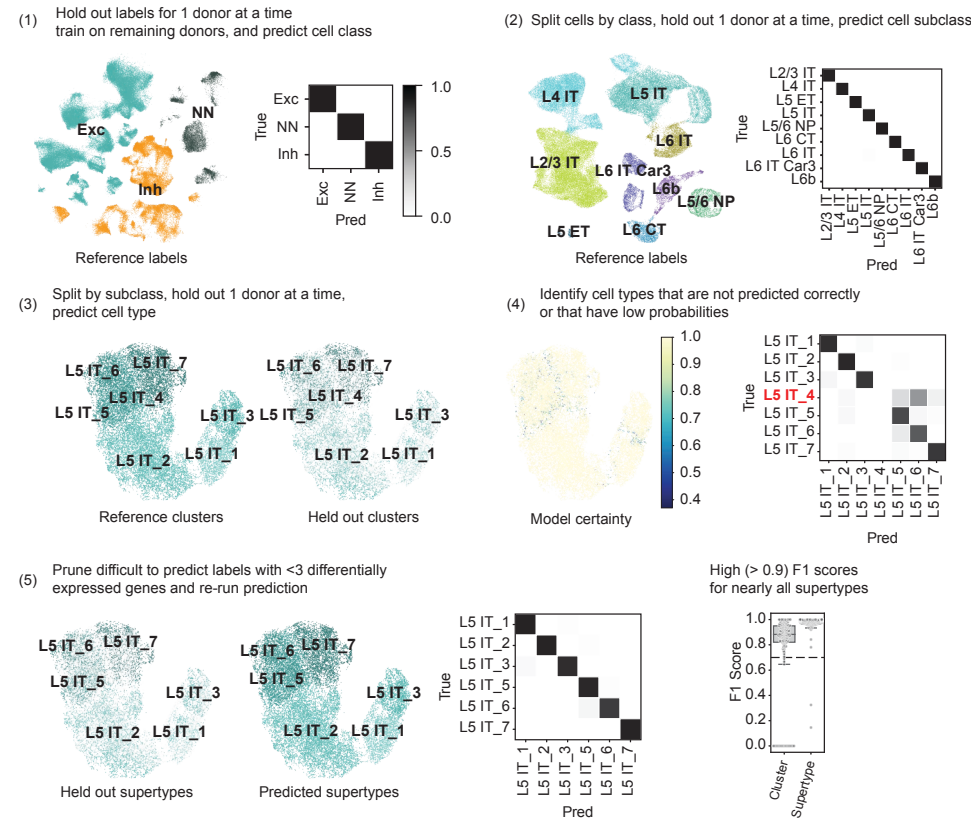 (1) Hold out labels for 1 donor at a time
train on remaining donors, and predict cell class
Exc
NN
Inh
Reference labels
True
Exc
NN
Inh
Exc
NN
Inh
Pred
1.0
0.5
0.0
(2) Split cells by class, hold out 1 donor at a time, predict cell subclass
L4 IT
L5 IT
L6 IT
L2/3 IT
L6 IT Car3
L6b
L5/6 NP
L5 ET
L6 CT
Reference labels
True
L2/3 IT
L4 IT
L5 ET
L5 IT
L5/6 NP
L6 CT
L6 IT
L6 IT Car3
L6b
L2/3 IT
L4 IT
L5 ET
L5 IT
L5/6 NP
L6 CT
L6 IT
L6 IT Car3
L6b
Pred
(3) Split by subclass, hold out 1 donor at a time,
predict cell type
L5 IT_6
L5 IT_7
L5 IT_4
L5 IT_5
L5 IT_3
L5 IT_2
L5 IT_1
Reference clusters
L5 IT_6
L5 IT_7
L5 IT_4
L5 IT_5
L5 IT_3
L5 IT_2
L5 IT_1
Held out clusters
(4) Identify cell types that are not predicted correctly
or that have low probabilities
Model certainty
1.0
0.9
0.8
0.7
0.6
0.5
0.4
True
L5 IT_1
L5 IT_2
L5 IT_3
L5 IT_4
L5 IT_5
L5 IT_6
L5 IT_7
L5 IT_1
L5 IT_2
L5 IT_3
L5 IT_4
L5 IT_5
L5 IT_6
L5 IT_7
Pred
(5) Prune difficult to predict labels with <3 differentially
expressed genes and re-run prediction
L5 IT_6
L5 IT_7
L5 IT_5
L5 IT_3
L5 IT_2
L5 IT_1
Held out supertypes
L5 IT_6
L5 IT_7
L5 IT_5
L5 IT_3
L5 IT_2
L5 IT_1
Predicted supertypes
True
L5 IT_1
L5 IT_2
L5 IT_3
L5 IT_5
L5 IT_6
L5 IT_7
L5 IT_1
L5 IT_2
L5 IT_3
L5 IT_5
L5 IT_6
L5 IT_7
Pred
High (> 0.9) F1 scores
for nearly all supertypes
F1 Score
1.0
0.8
0.6
0.4
0.2
0.0
Cluster
Supertype